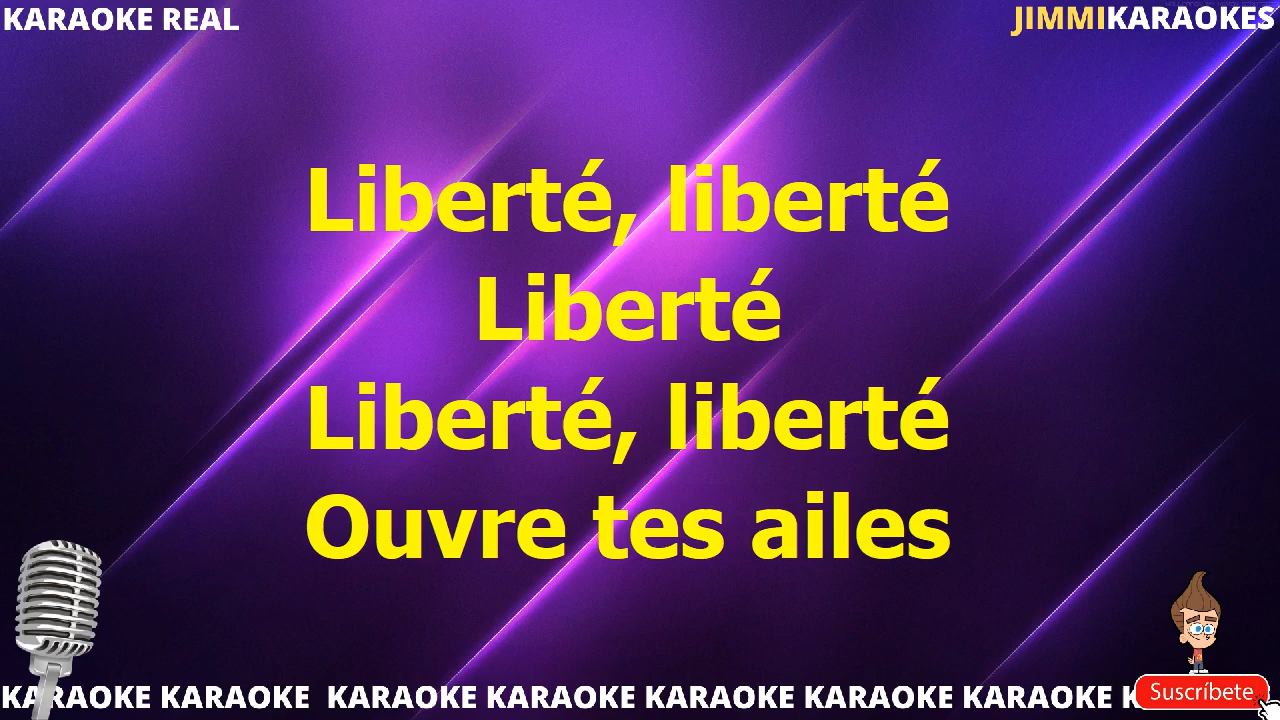 KARAOKE REAL
JIMMIKARAOKES
Liberté, liberté
Liberté
Liberté, liberté
Ouvre tes ailes
KARAOKE KARAOKE KARAOKE KARAOKE KARAOKE KARAOKE KARAOKE
Suscríbete